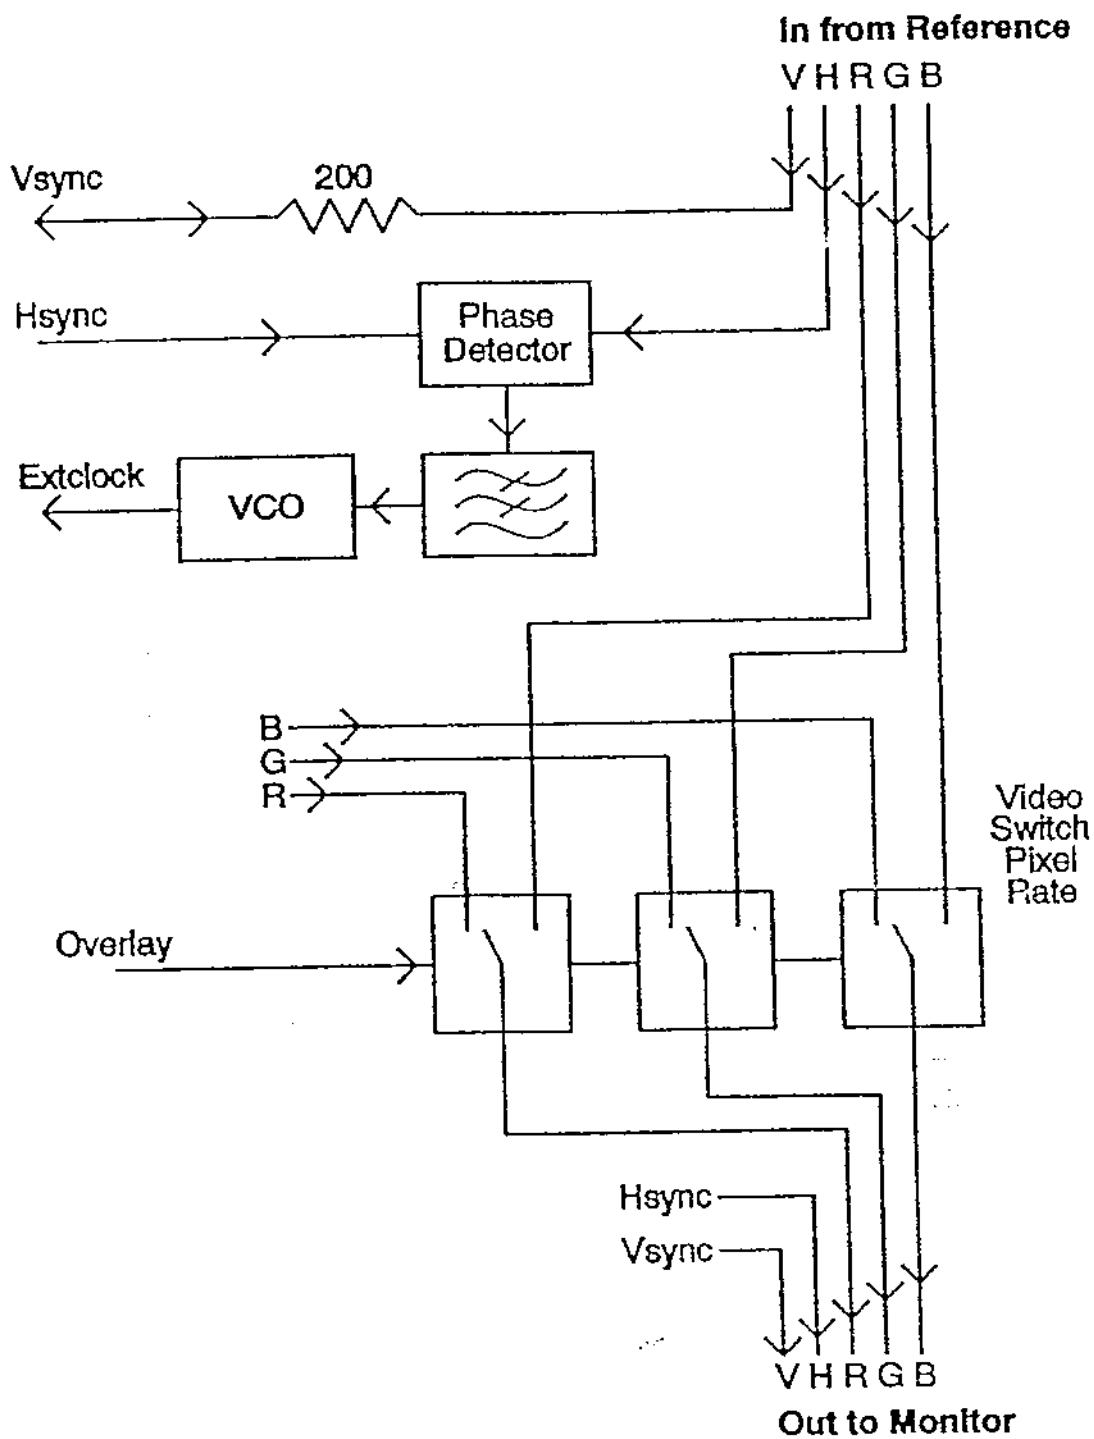 In from Reference
V H R G B
Vsync
200
Hsync
Phase
Detector
Extclock
VCO
B
G
R
Video
Switch
Pixel
Rate
Overlay
Hsync
Vsync
V H R G B
Out to Monitor